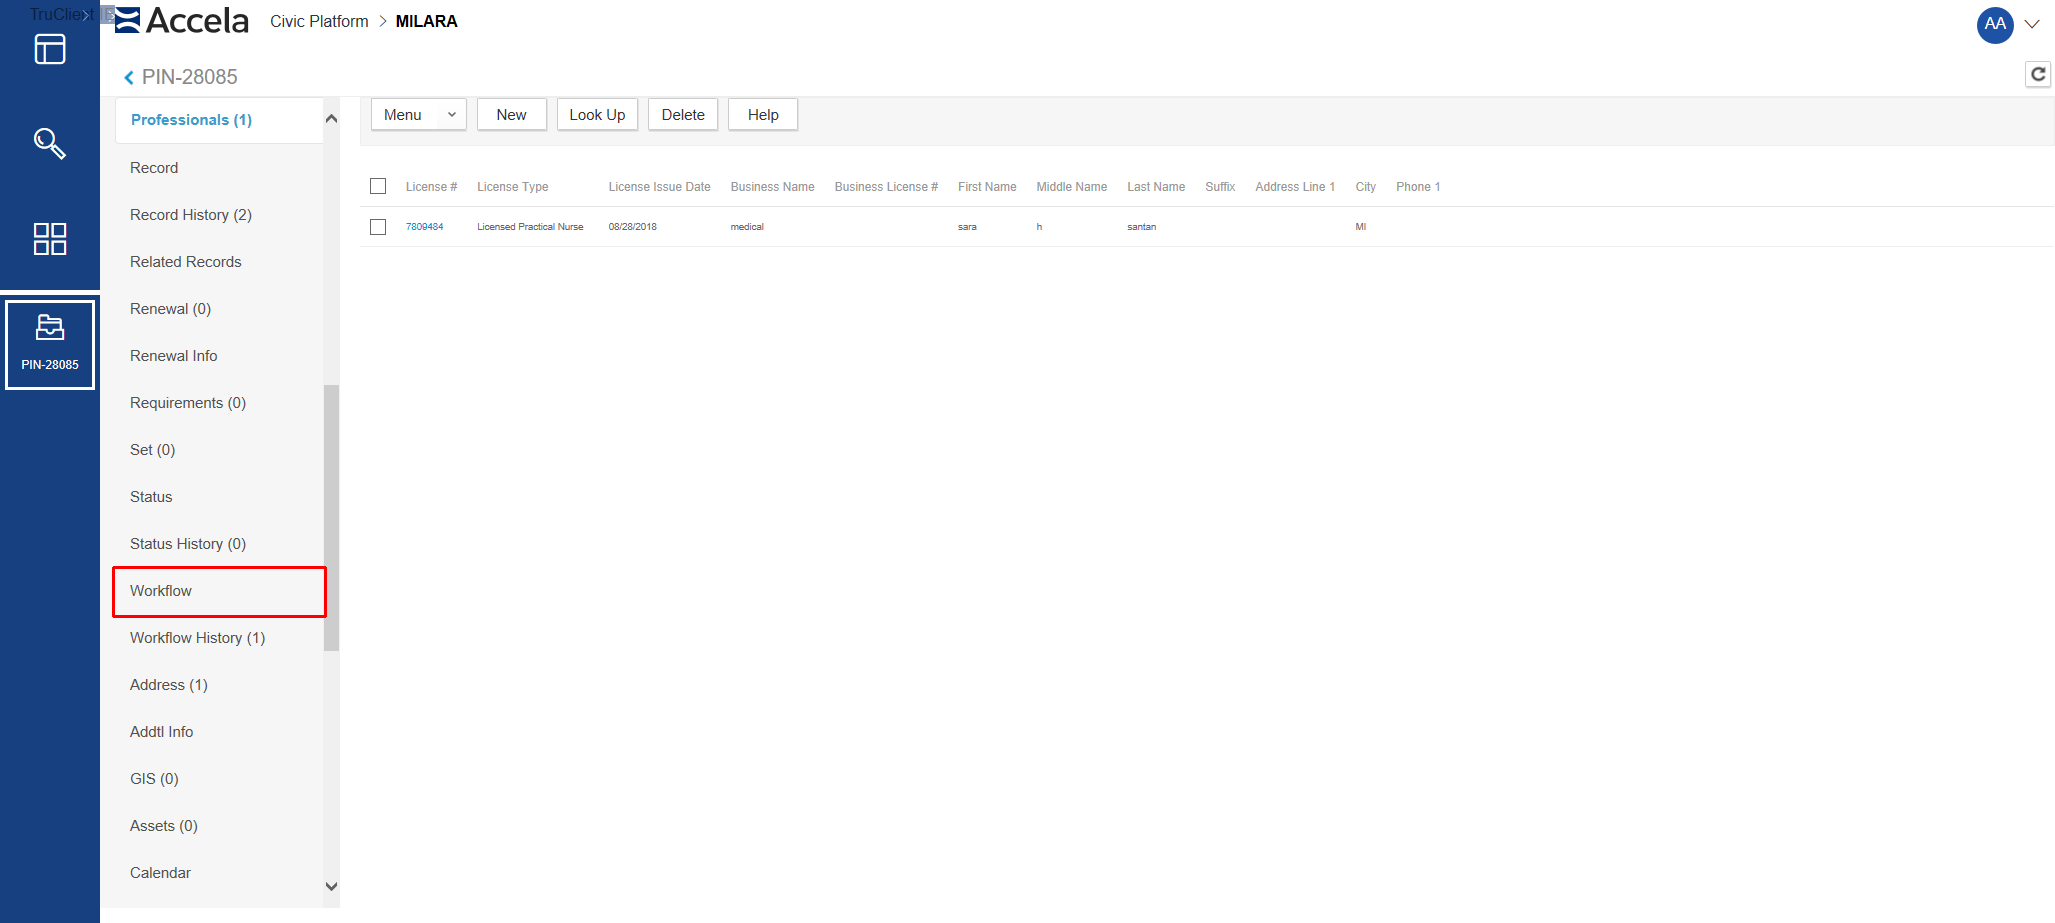 TruClient
Accela
Civic Platform > MILARA
AA
PIN-28085
Professionals (1)
Menu
New
Look Up
Delete
Help
License #
License Type
License Issue Date
Business Name
Business License #
First Name
Middle Name
Last Name
Suffix
Address Line 1
City
Phone 1
7809484
Licensed Practical Nurse
08/28/2018
medical
sara
h
santan
MI
Record
Record History (2)
Related Records
Renewal (0)
Renewal Info
Requirements (0)
Set (0)
Status
Status History (0)
Workflow
Workflow History (1)
Address (1)
Addtl Info
GIS (0)
Assets (0)
Calendar
PIN-28085